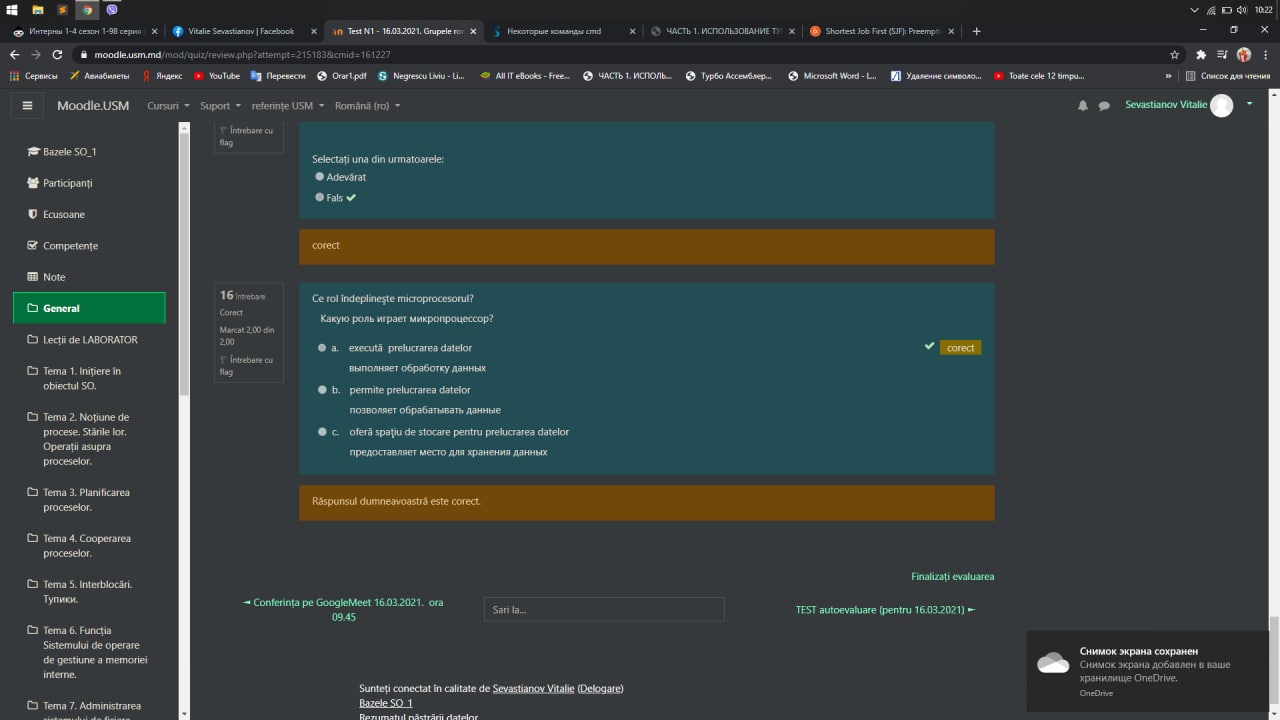 10:22
Интерны 1-4 сезон 1-98 серия
Vitalie Sevastianov | Facebook
Test N1 - 16.03.2021. Grupele ro
Некоторые команды cmd
ЧАСТЬ 1. ИСПОЛЬЗОВАНИЕ ТУ
Shortest Job First (SJF): Preempti
moodle.usm.md/mod/quiz/review.php?attempt=215183&cmid=161227
Сервисы
Авиабилеты
Яндекс
YouTube
Перевести
Orar1.pdf
Negrescu Liviu - Li...
All IT eBooks - Free...
ЧАСТЬ 1. ИСПОЛЬ...
Турбо Ассемблер...
Microsoft Word - L...
Удаление символо...
Toate cele 12 timpu...
»
Список для чтения
Moodle.USM
Cursuri
Suport
referințe USM
Română (ro)
Sevastianov Vitalie
Bazele SO_1
Participanți
Ecusoane
Competențe
Note
General
Lecții de LABORATOR
Tema 1. Inițiere în
obiectul SO.
Tema 2. Noțiune de
procese. Stările lor.
Operații asupra
proceselor.
Tema 3. Planificarea
proceselor.
Tema 4. Cooperarea
proceselor.
Tema 5. Interblocări.
Тупики.
Tema 6. Funcția
Sistemului de operare
de gestiune a memoriei
interne.
Tema 7. Administrarea
Întrebare cu
flag
Selectați una din urmatoarele:
Adevărat
Fals
corect
16 Întrebare
Corect
Marcat 2,00 din
2,00
Întrebare cu
flag
Ce rol îndeplineşte microprocesorul?
Какую роль играет микропроцессор?
a. execută prelucrarea datelor
выполняет обработку данных
corect
b. permite prelucrarea datelor
позволяет обрабатывать данные
c. oferă spaţiu de stocare pentru prelucrarea datelor
предоставляет место для хранения данных
Răspunsul dumneavoastră este corect.
Finalizați evaluarea
◄ Conferința pe GoogleMeet 16.03.2021. ora
09.45
Sari la...
TEST autoevaluare (pentru 16.03.2021) ►
Sunteți conectat în calitate de Sevastianov Vitalie (Delogare)
Bazele SO_1
Rezumatul păstrării datelor
Снимок экрана сохранен
Снимок экрана добавлен в ваше
хранилище OneDrive.
OneDrive